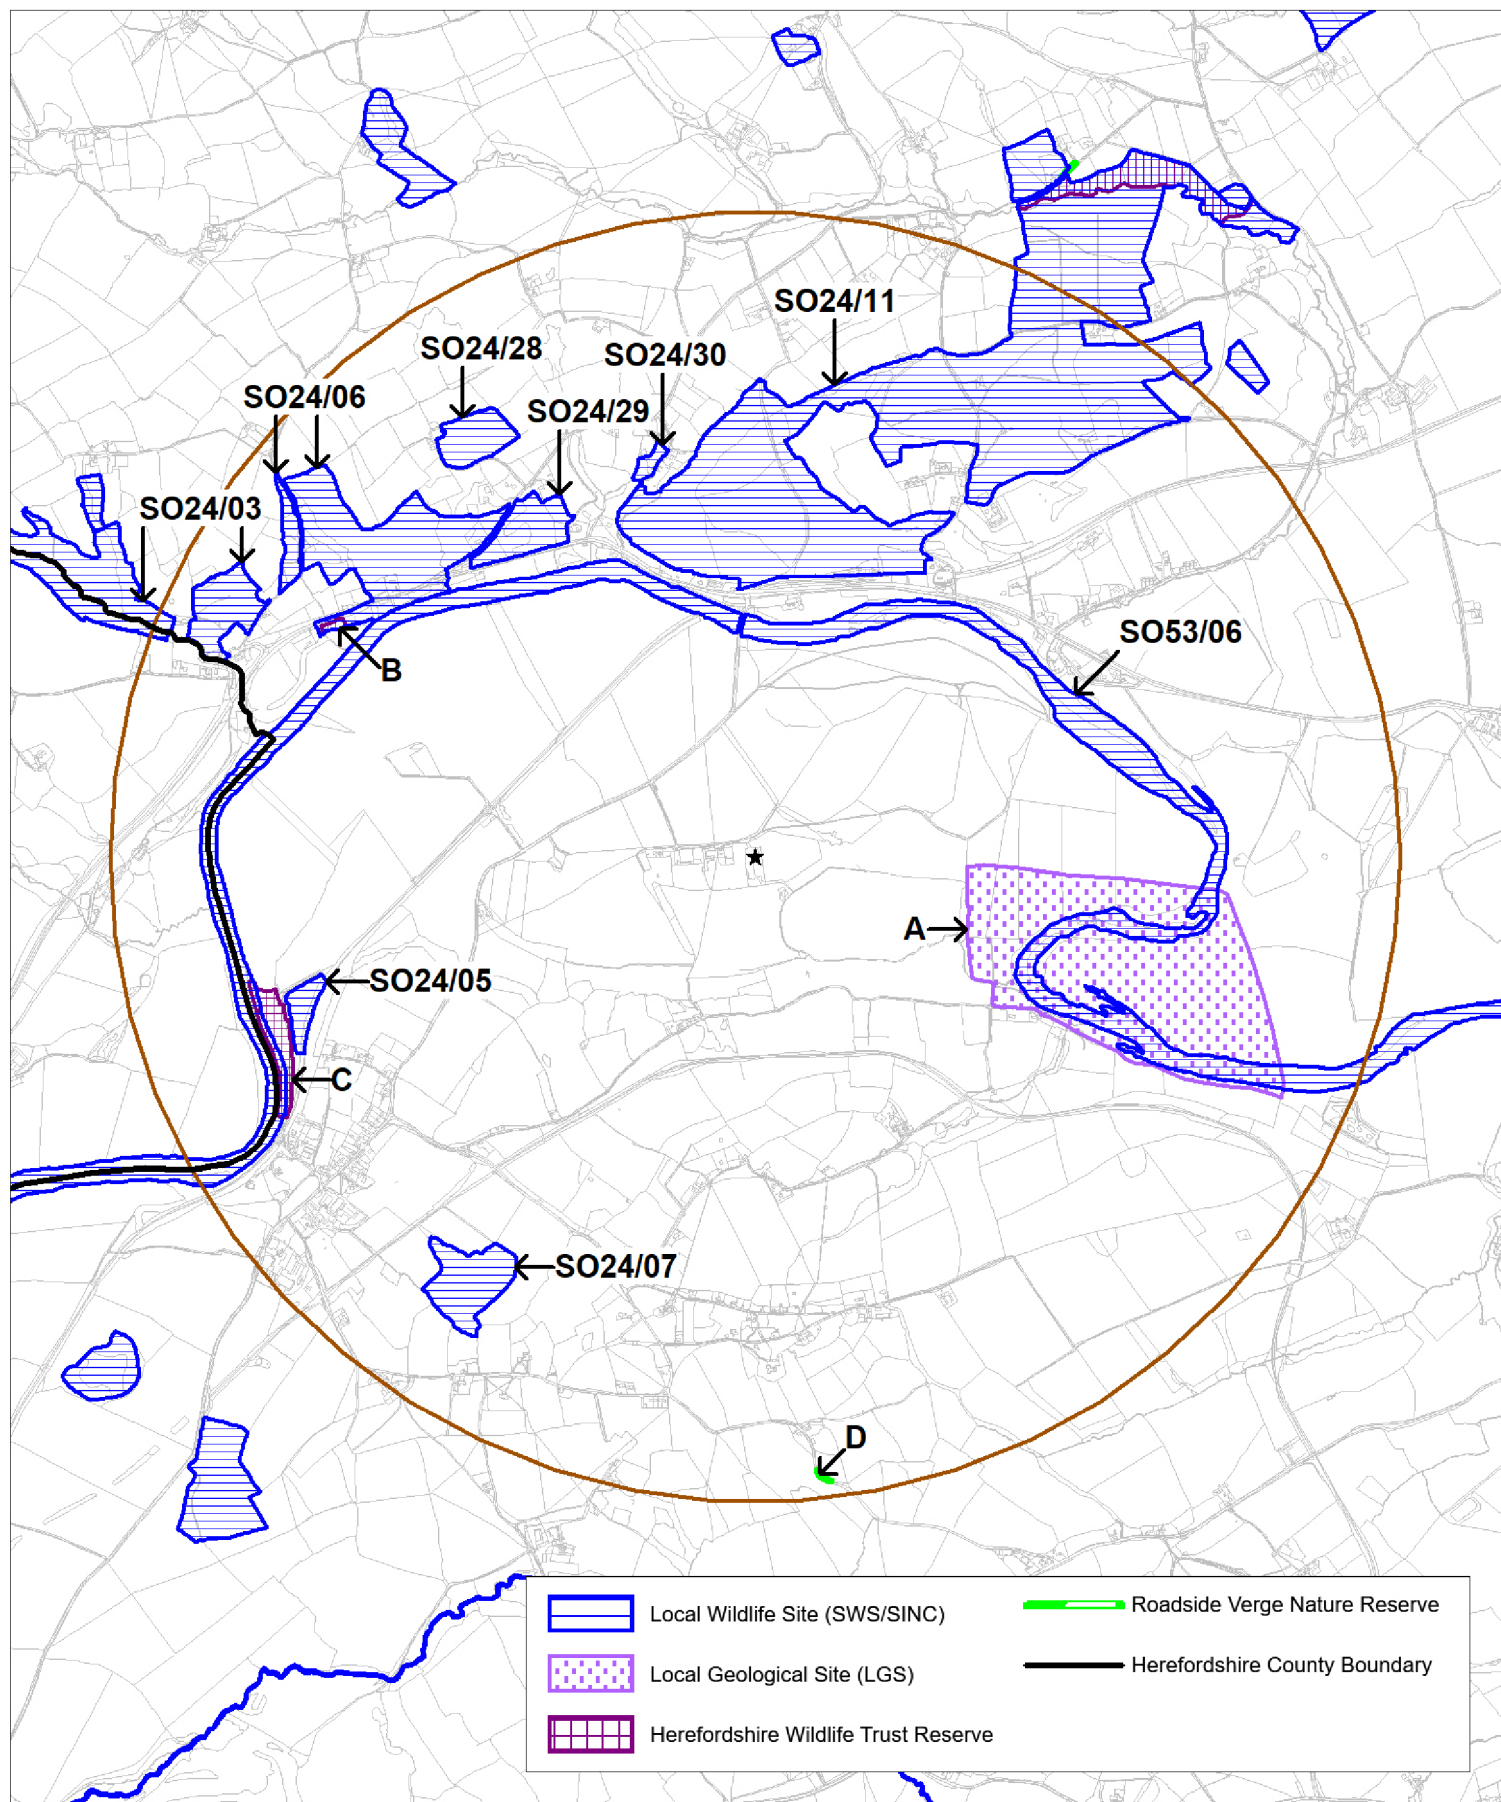 SO24/11
SO24/28
SO24/30
SO24/06
SO24/29
SO24/03
SO53/06
B
A
SO24/05
C
SO24/07
D
Local Wildlife Site (SWS/SINC)
Local Geological Site (LGS)
Herefordshire Wildlife Trust Reserve
Roadside Verge Nature Reserve
Herefordshire County Boundary